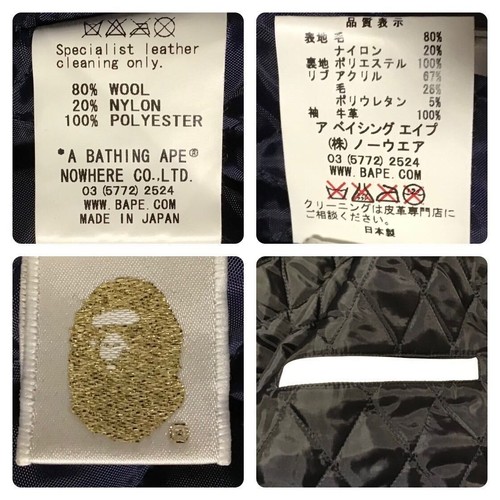 Specialist leather
cleaning only.
80% WOOL
20% NYLON
100% POLYESTER
"A BATHING APE®
NOWHERE CO.,LTD.
03 (5772) 2524
WWW.BAPE.COM
MADE IN JAPAN
品質表示
表地 毛 80%
ナイロン 20%
裏地 ポリエステル 100%
リブ アクリル 67%
毛 28%
ポリウレタン 5%
袖 牛革 100%
ア ベイシング エイプ
(株) ノーウエア
03 (5772) 2524
WWW.BAPE.COM
クリーニングは皮革専門店に
ご相談ください。
日本製